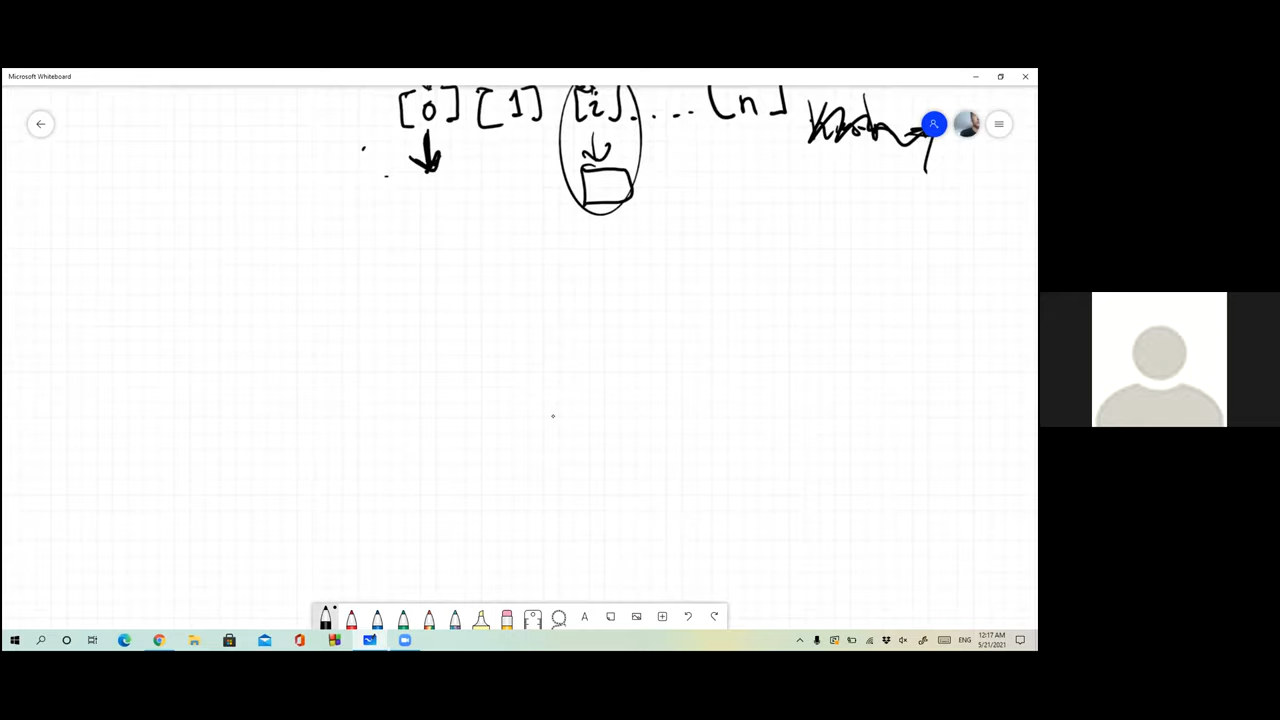 Microsoft Whiteboard
[0] [1] [i]. ... [n]
A
ENG
12:17 AM
5/21/2021